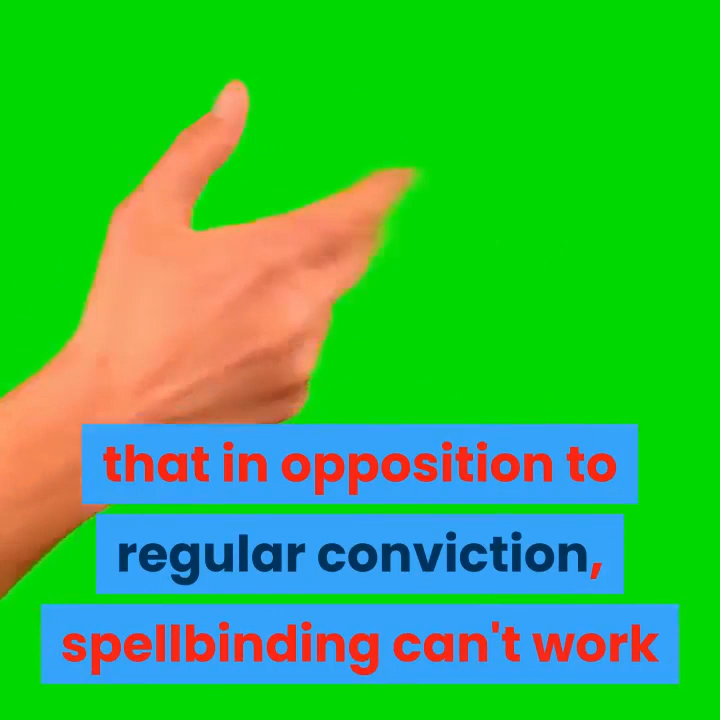 that in opposition to
regular conviction,
spellbinding can't work